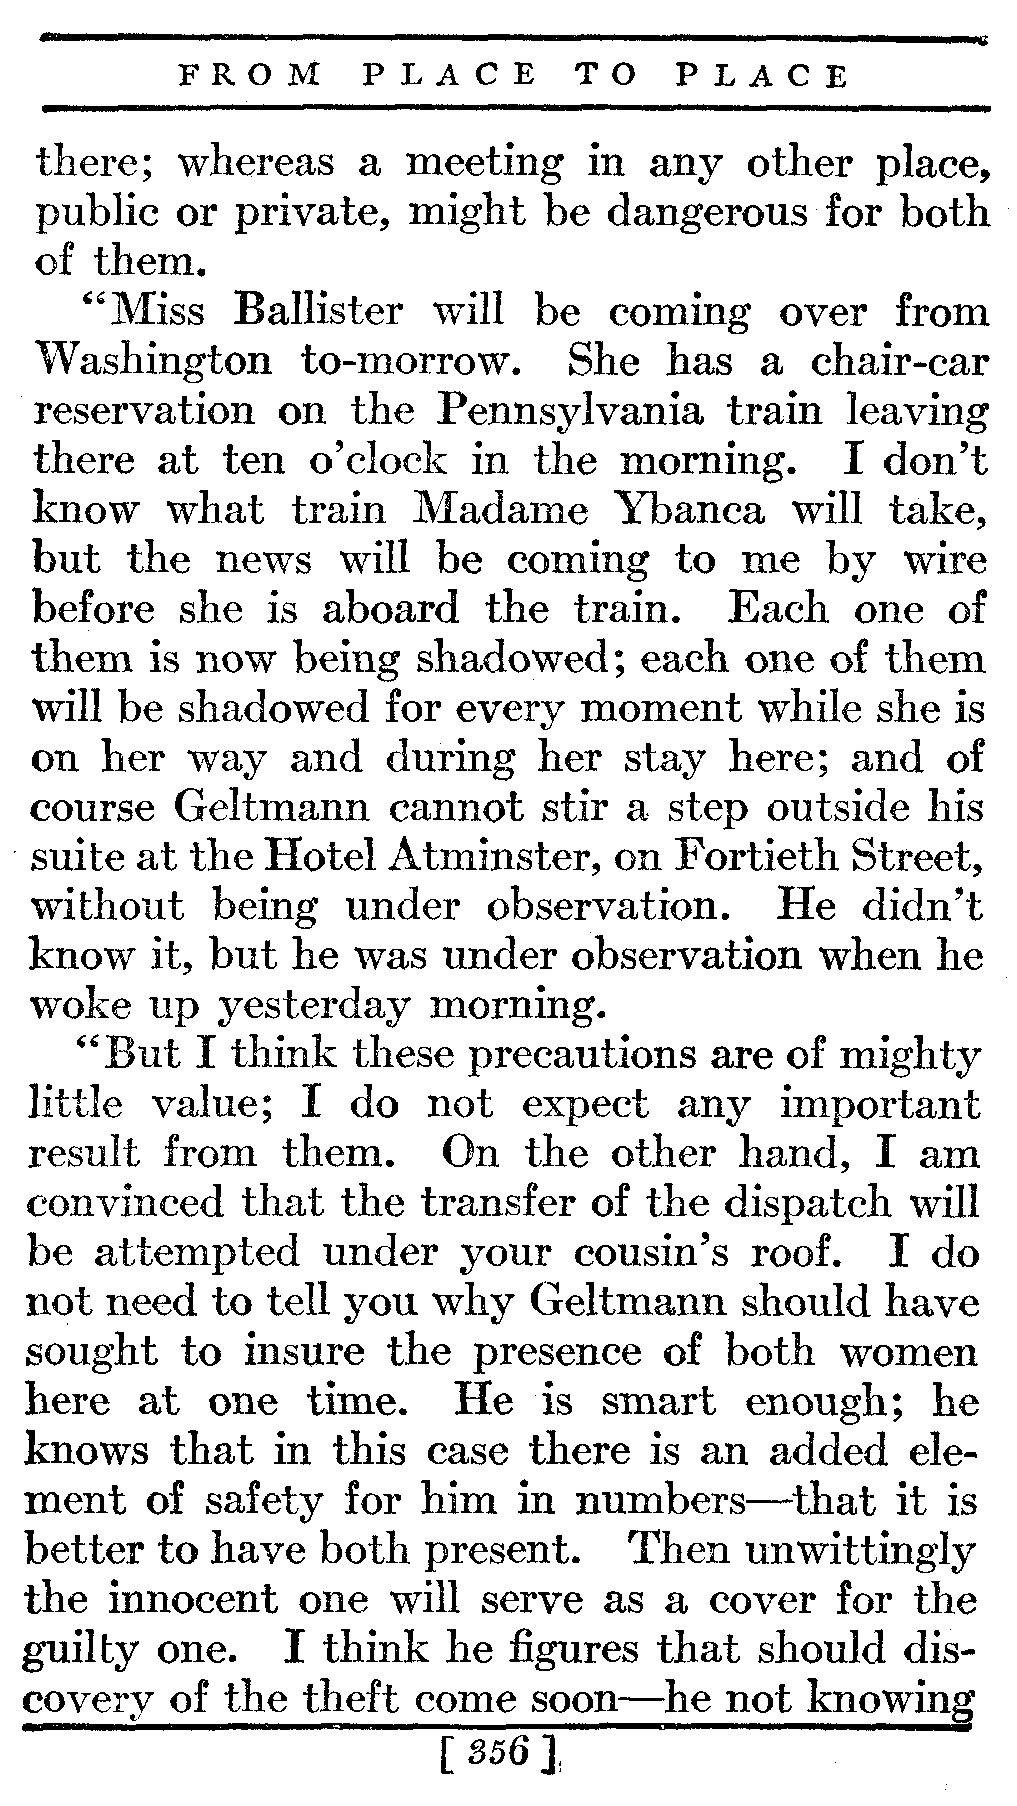 FROM PLACE TO PLACE
there; whereas a meeting in any other place,
public or private, might be dangerous for both
of them.
“Miss Ballister will be coming over from
Washington to-morrow. She has a chair-car
reservation on the Pennsylvania train leaving
there at ten o’clock in the morning. I don’t
know what train Madame Ybanca will take,
but the news will be coming to me by wire
before she is aboard the train. Each one of
them is now being shadowed; each one of them
will be shadowed for every moment while she is
on her way and during her stay here; and of
course Geltmann cannot stir a step outside his
suite at the Hotel Atminster, on Fortieth Street,
without being under observation. He didn’t
know it, but he was under observation when he
woke up yesterday morning.
“But I think these precautions are of mighty
little value; I do not expect any important
result from them. On the other hand, I am
convinced that the transfer of the dispatch will
be attempted under your cousin’s roof. I do
not need to tell you why Geltmann should have
sought to insure the presence of both women
here at one time. He is smart enough; he
knows that in this case there is an added ele-
ment of safety for him in numbers—that it is
better to have both present. Then unwittingly
the innocent one will serve as a cover for the
guilty one. I think he figures that should dis-
covery of the theft come soon—he not knowing
[ 356 ]